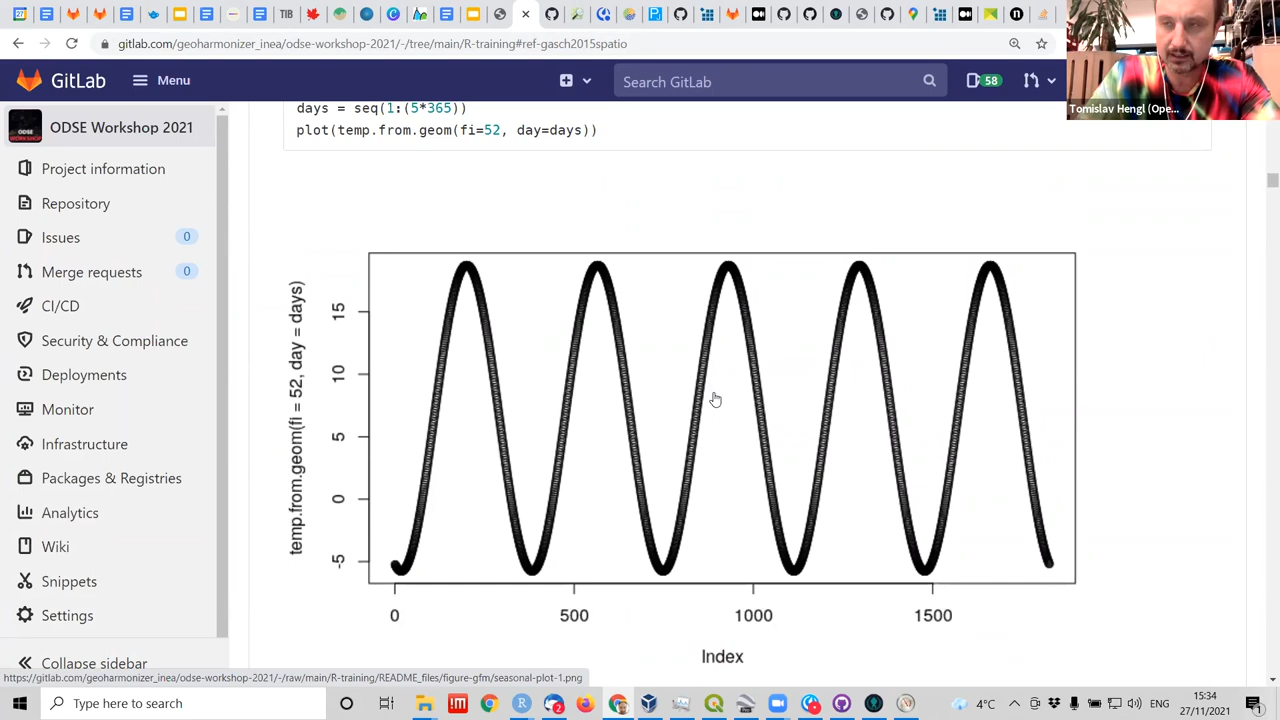 TIB
gitlab.com/geoharmonizer_inea/odse-workshop-2021/-/tree/main/R-training#ref-gasch2015spatio
GitLab
Menu
Search GitLab
58
Tomislav Hengl (Ope...
ODSE Workshop 2021
Project information
Repository
Issues
0
Merge requests
0
CI/CD
Security & Compliance
Deployments
Monitor
Infrastructure
Packages & Registries
Analytics
Wiki
Snippets
Settings
Collapse sidebar
days = seq(1:(5*365))
plot(temp.from.geom(fi=52, day=days))
temp.from.geom(fi = 52, day = days)
15
10
5
0
-5
0
500
1000
1500
Index
https://gitlab.com/geoharmonizer_inea/odse-workshop-2021/-/raw/main/R-training/README_files/figure-gfm/seasonal-plot-1.png
Type here to search
4°C
ENG
15:34
27/11/2021